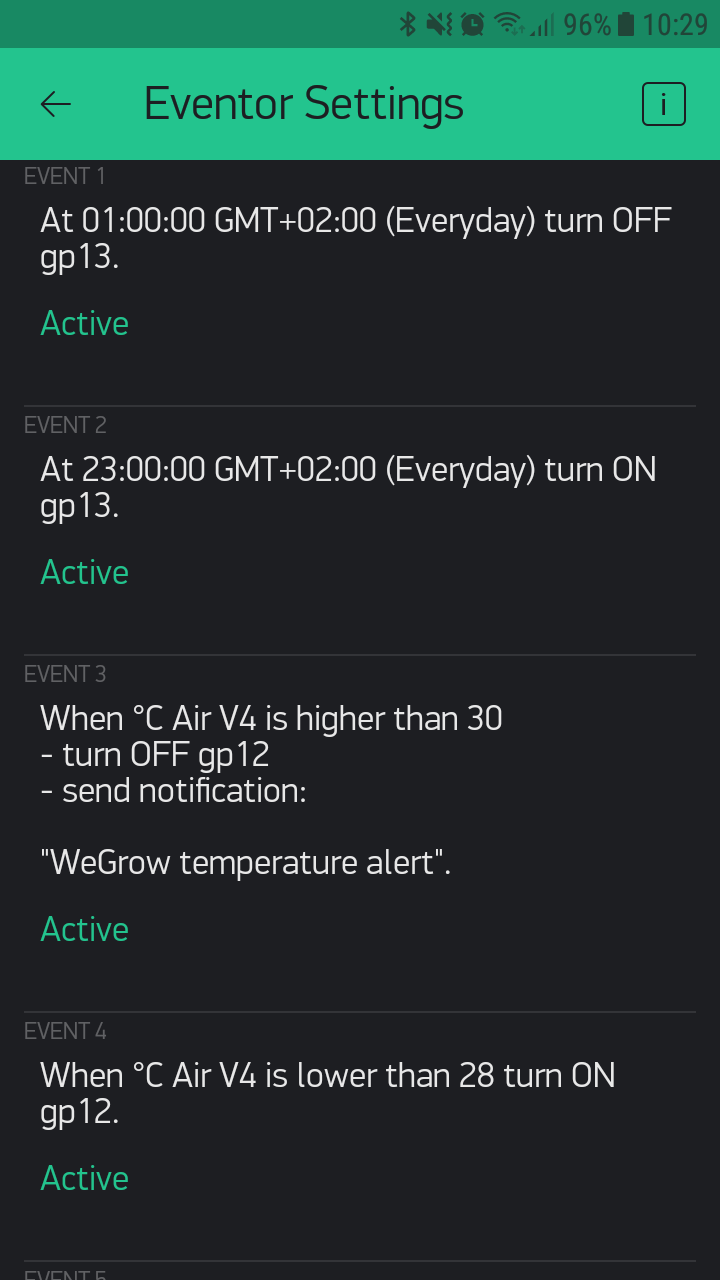 96% 10:29
Eventor Settings
i
EVENT 1
At 01:00:00 GMT+02:00 (Everyday) turn OFF
gp13.
Active
EVENT 2
At 23:00:00 GMT+02:00 (Everyday) turn ON
gp13.
Active
EVENT 3
When °C Air V4 is higher than 30
- turn OFF gp12
- send notification:
"WeGrow temperature alert".
Active
EVENT 4
When °C Air V4 is lower than 28 turn ON
gp12.
Active
EVENT 5